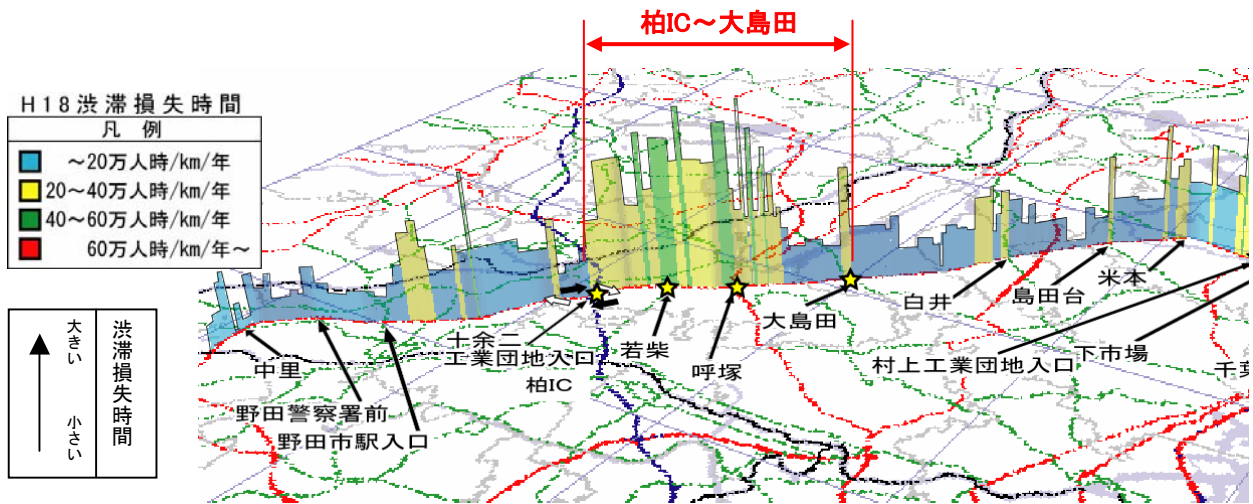 柏IC～大島田
H18渋滞損失時間
凡 例
～20万人時/km/年
20～40万人時/km/年
40～60万人時/km/年
60万人時/km/年～
大きい
小さい
渋滞損失時間
中里
野田警察署前
野田市駅入口
十余二
工業団地入口
柏IC
若柴
呼塚
大島田
白井
島田台
米本
村上工業団地入口
下市場
千葉